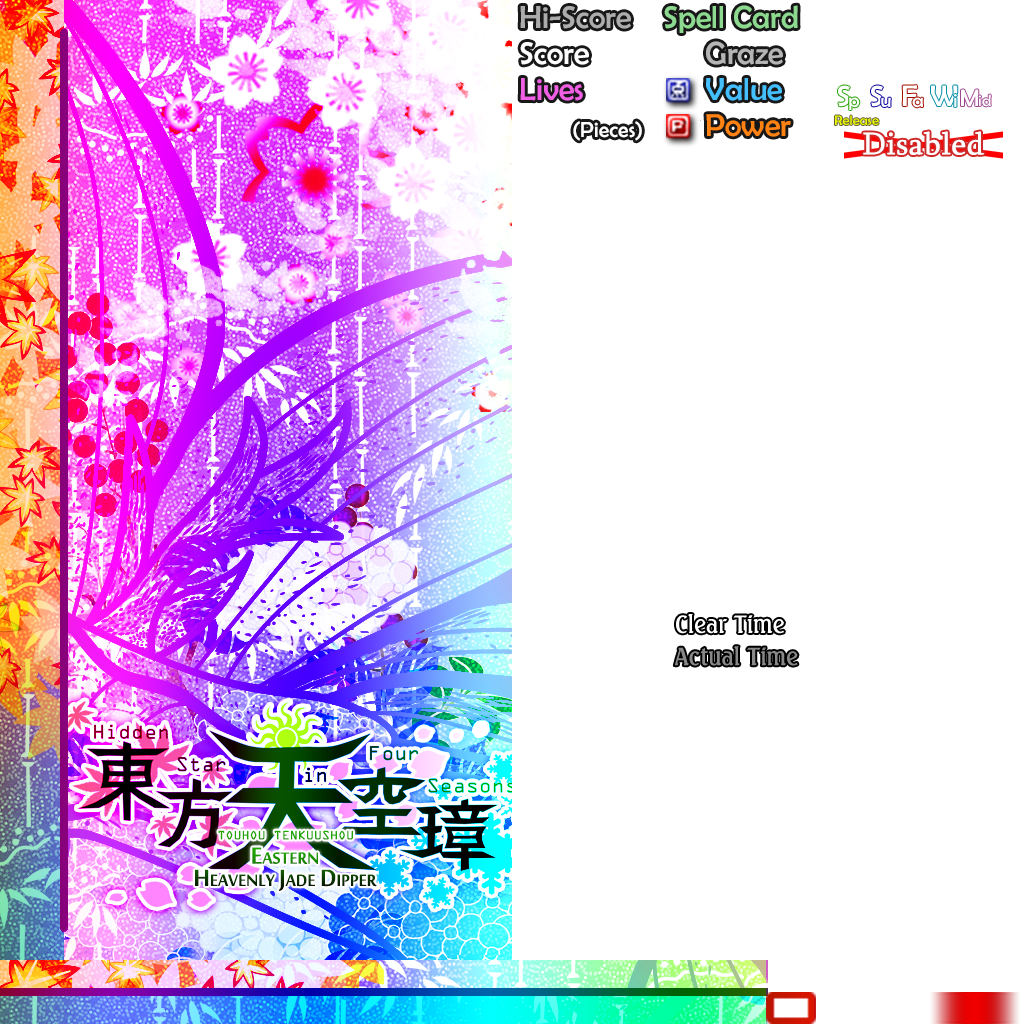 Hi-Score
Spell Card
Score
Graze
Lives
Value
(Pieces)
P Power
Sp Su Fa Wi Mid
Release
Disabled
Clear Time
Actual Time
Hidden Star in Four Seasons
東方天空璋
TOUHOU TENKUUSHOU
EASTERN
HEAVENLY JADE DIPPER